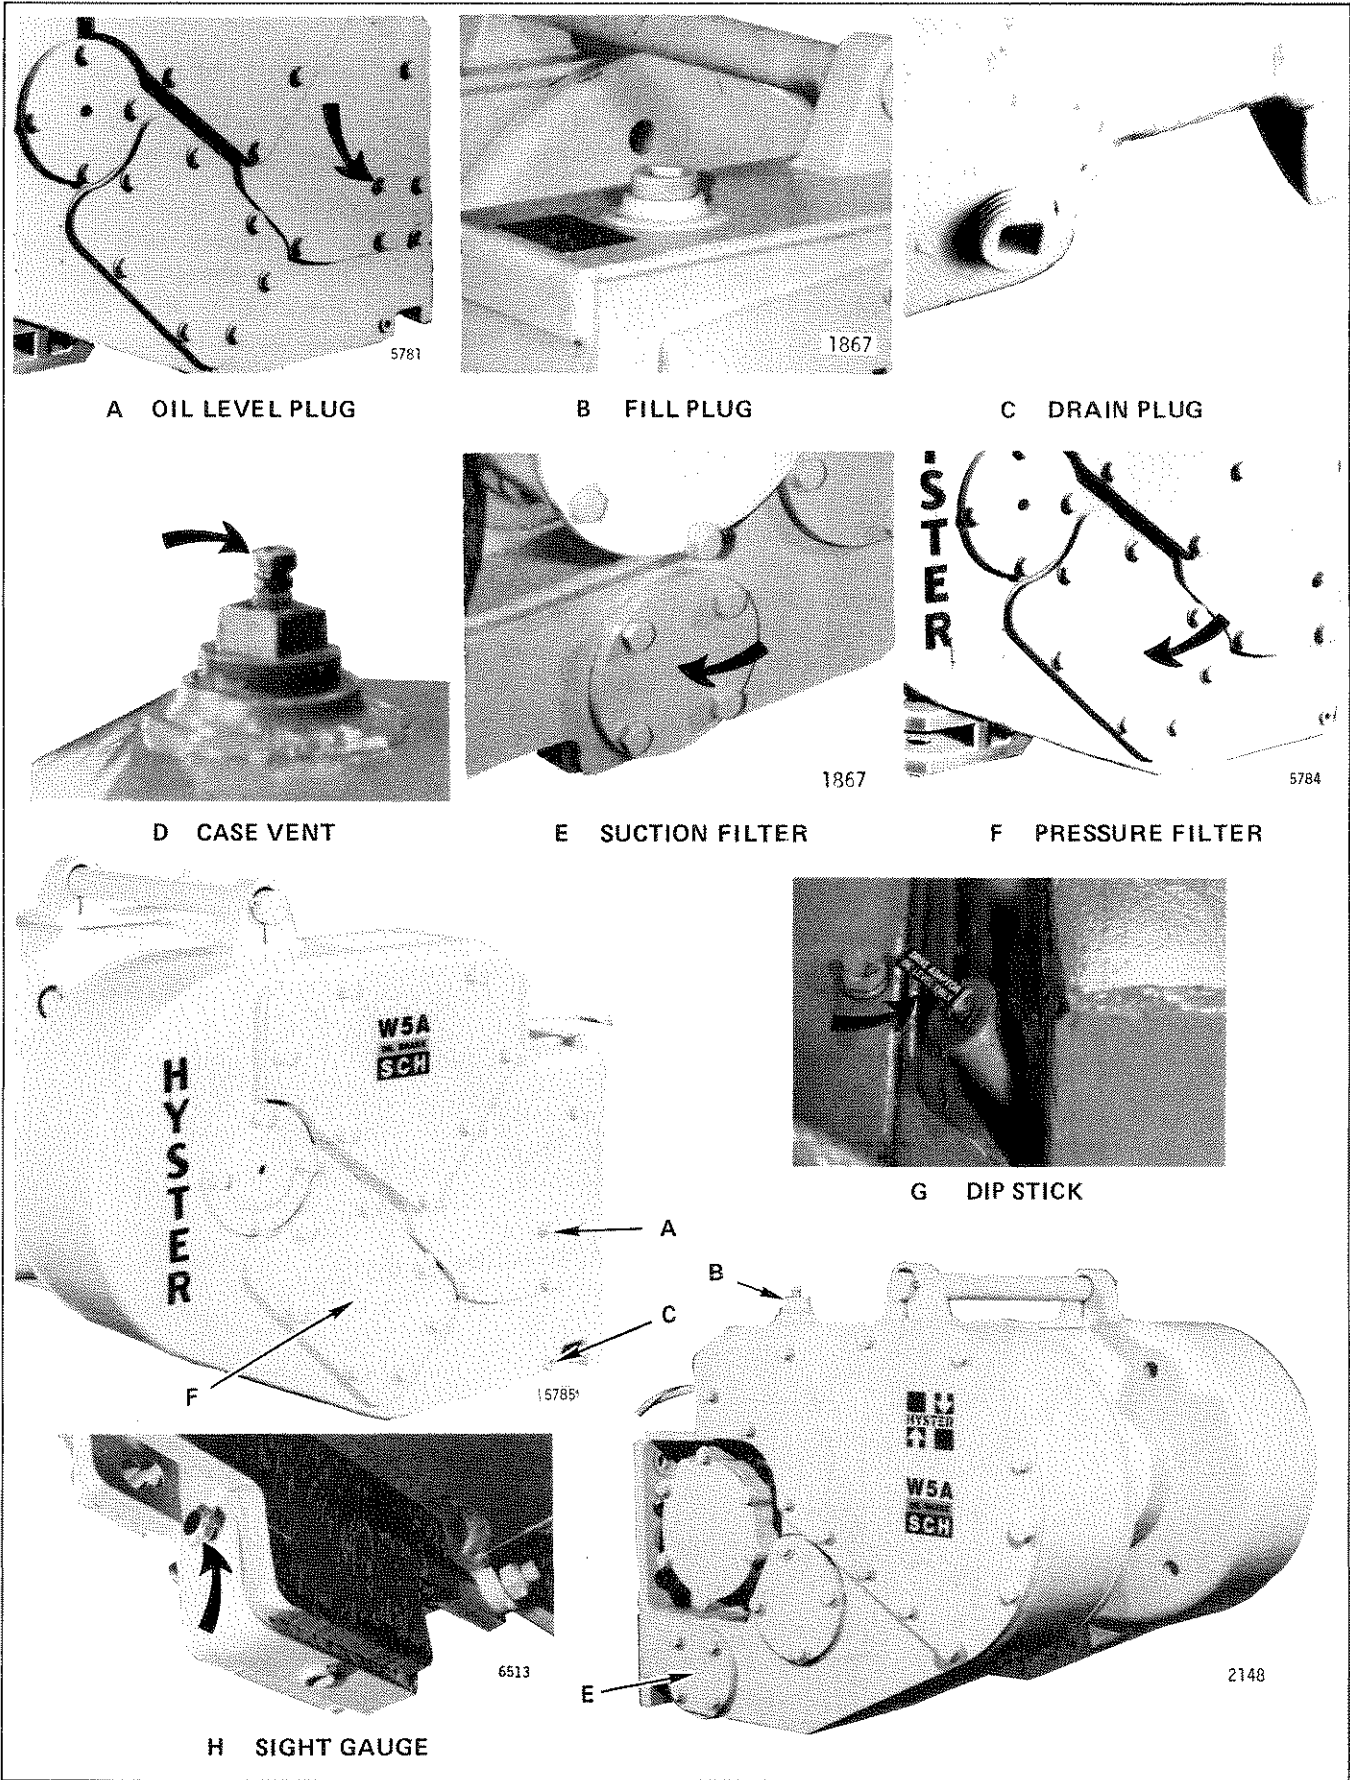 5781
1867
A OIL LEVEL PLUG
B FILL PLUG
C DRAIN PLUG
STER
1867
5784
D CASE VENT
E SUCTION FILTER
F PRESSURE FILTER
W5A
SCH
HYSTER
G DIP STICK
A
B
C
F
5785
HYSTER
W5A
SCH
6513
E
2148
H SIGHT GAUGE